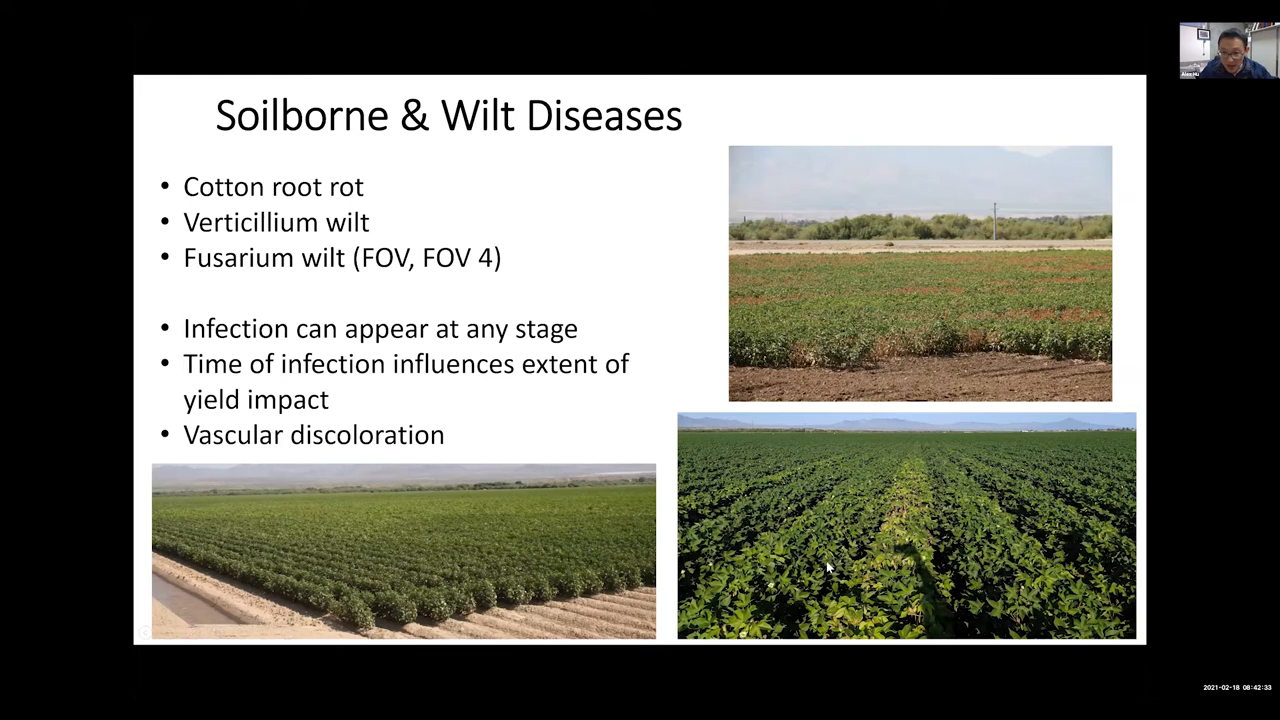 Soilborne & Wilt Diseases
• Cotton root rot
• Verticillium wilt
• Fusarium wilt (FOV, FOV 4)
• Infection can appear at any stage
• Time of infection influences extent of
yield impact
• Vascular discoloration
2021-02-18 08:42:33